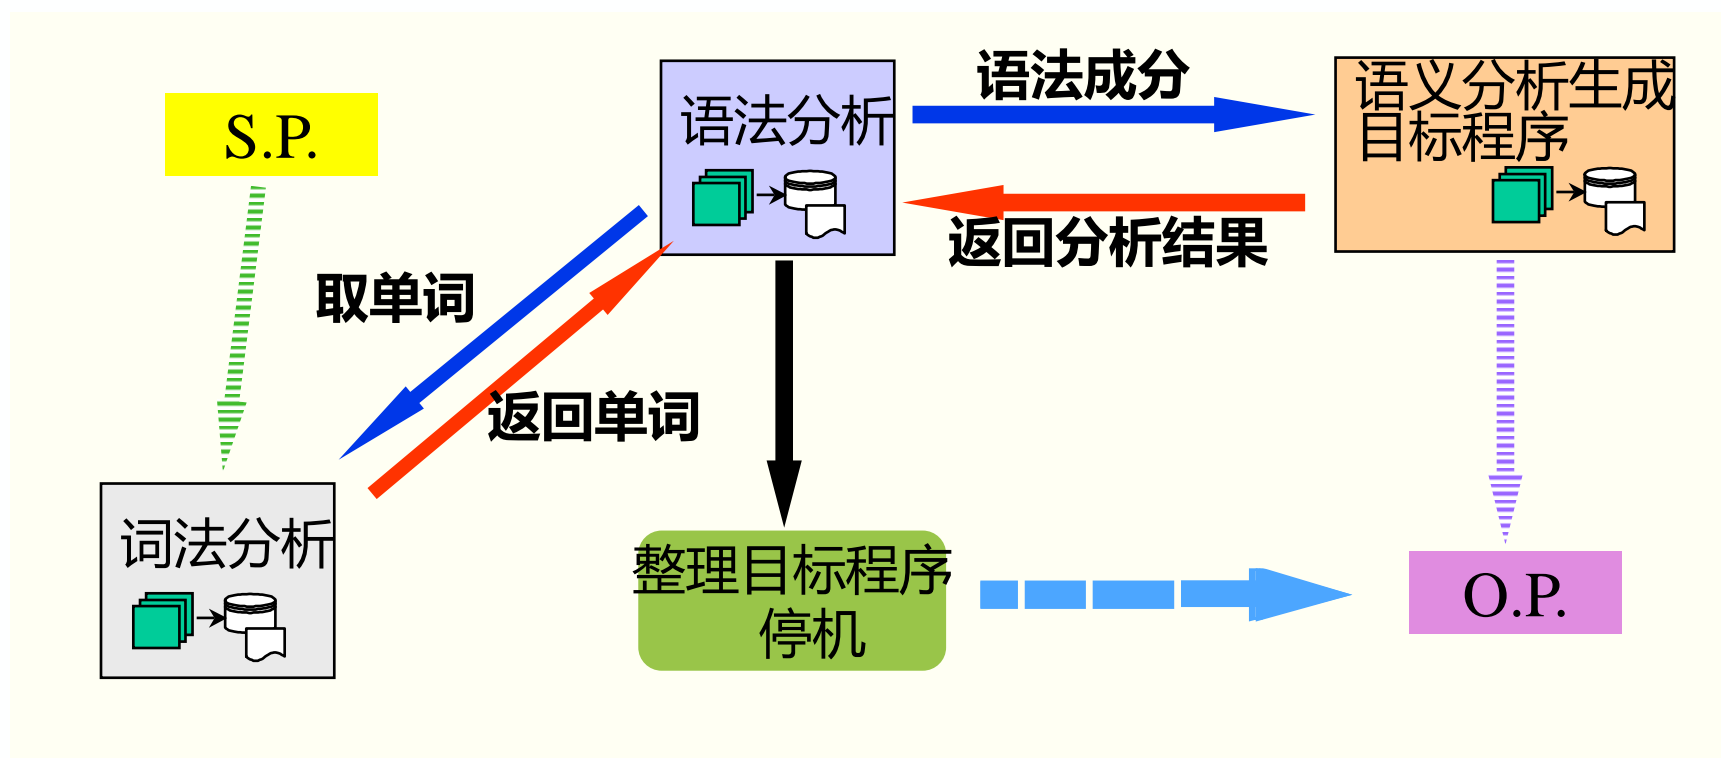 S.P.
语法分析
语法成分
语义分析生成
目标程序
返回分析结果
取单词
返回单词
词法分析
整理目标程序
停机
O.P.